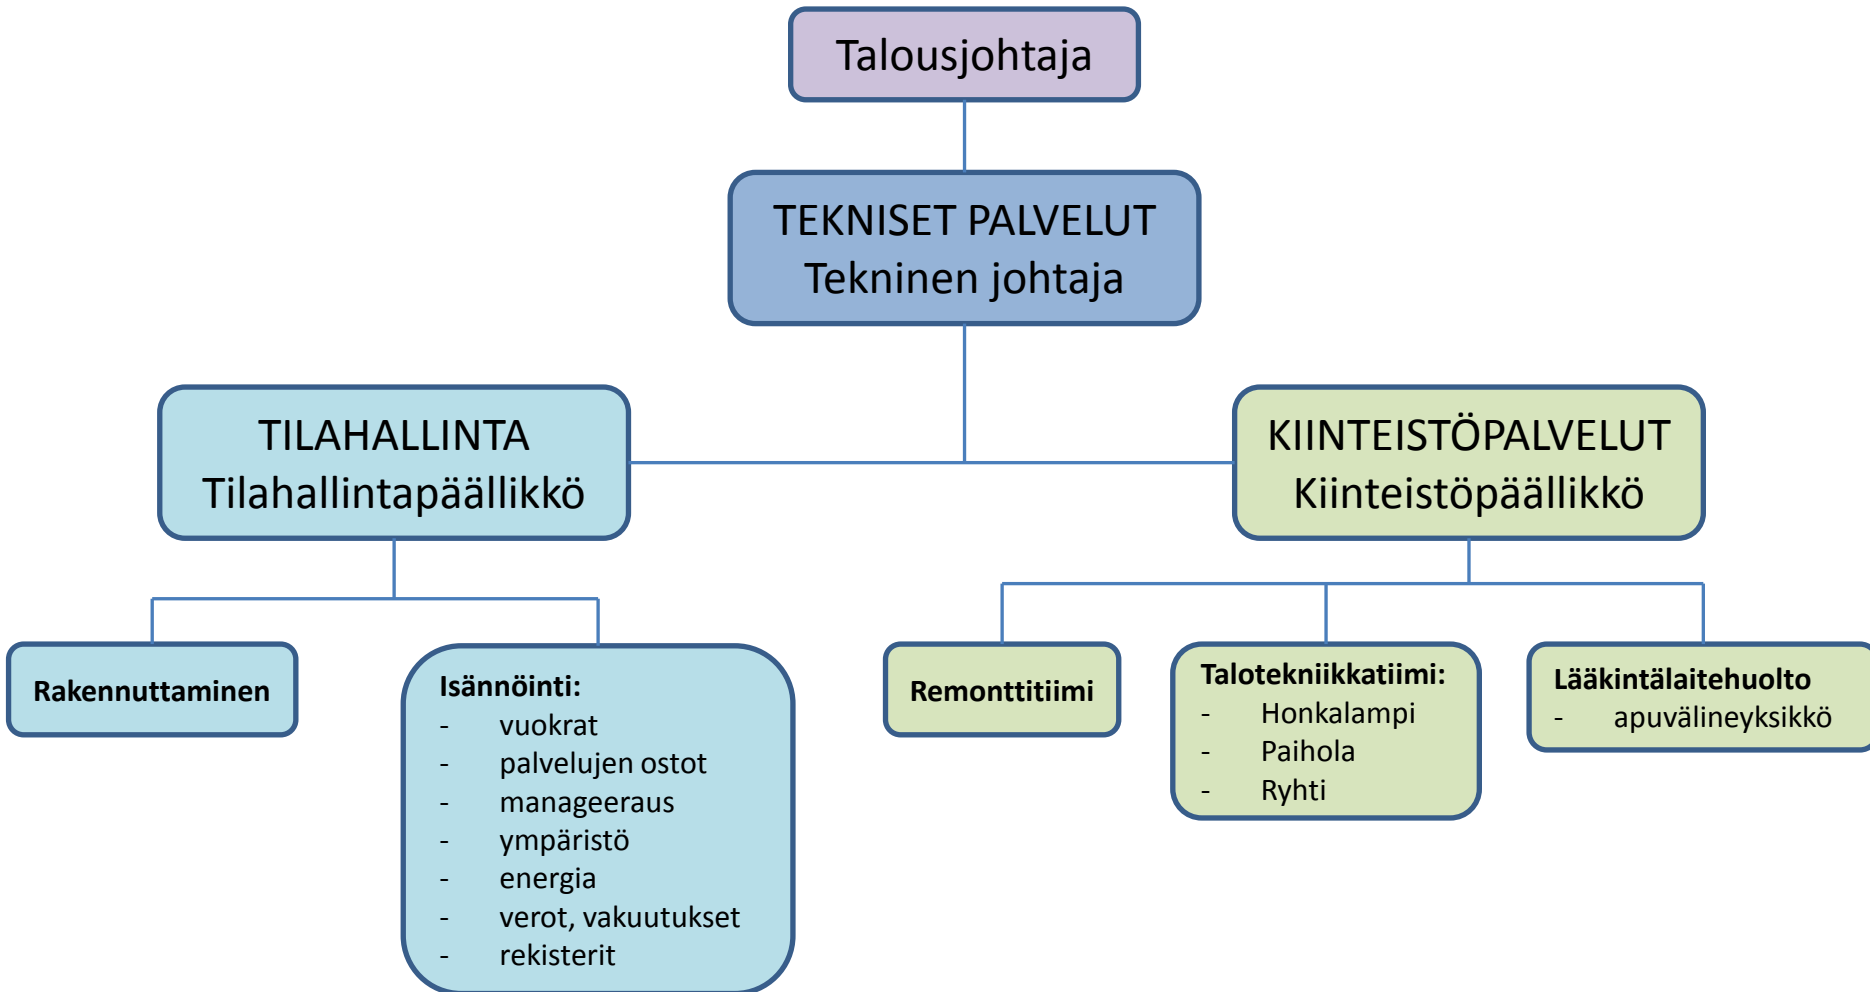 Talousjohtaja
TEKNISET PALVELUT
Tekninen johtaja
TILAHALLINTA
Tilahallintapäällikkö
KIINTEISTÖPALVELUT
Kiinteistöpäällikkö
Rakennuttaminen
Isännöinti:
- vuokrat
- palvelujen ostot
- manageeraus
- ympäristö
- energia
- verot, vakuutukset
- rekisterit
Remonttitiimi
Talotekniikkatiimi:
- Honkalampi
- Paihola
- Ryhti
Lääkintälaitehuolto
- apuvälineyksikkö